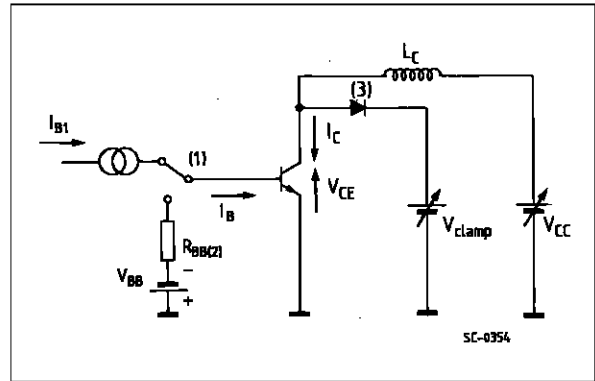 L_C
(3)
I_B1
(1)
I_C
V_CE
I_B
V_clamp
V_CC
R_BB(2)
V_BB
−
+
SC-0354